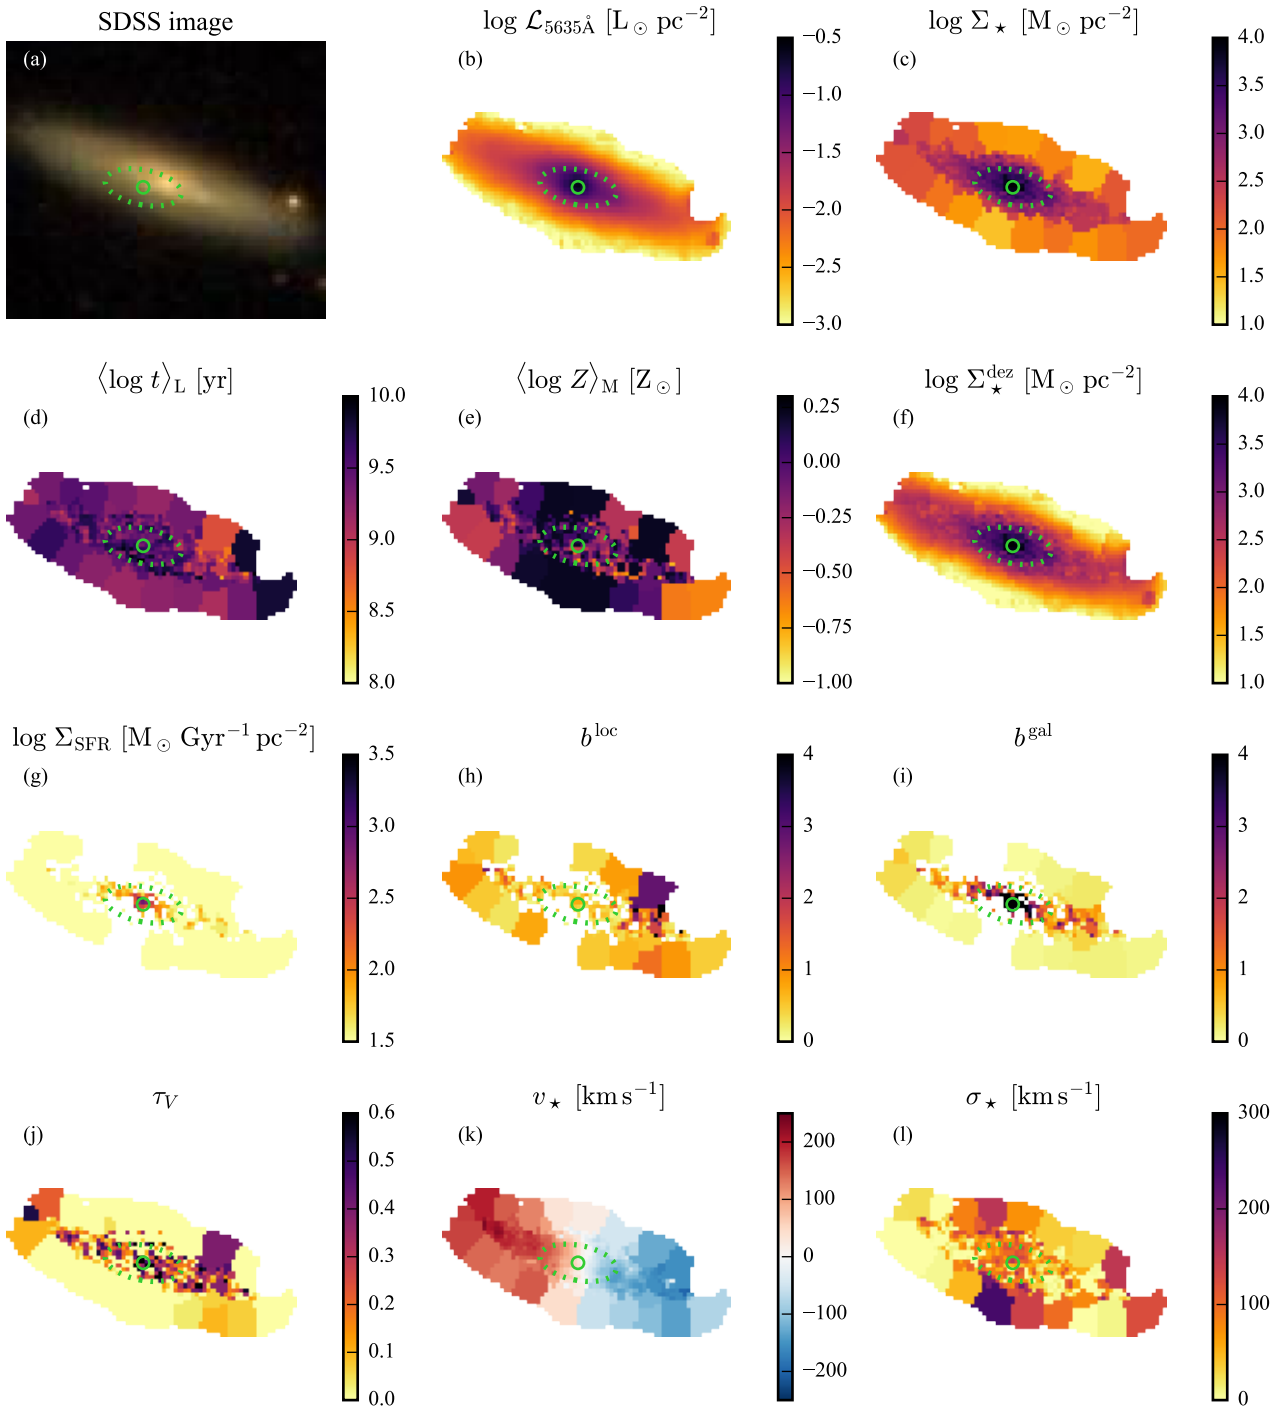 SDSS image
(a)
log ℒ₅₆₃₅Å [L⊙ pc⁻²]
(b)
−0.5
−1.0
−1.5
−2.0
−2.5
−3.0
log Σ⋆ [M⊙ pc⁻²]
(c)
4.0
3.5
3.0
2.5
2.0
1.5
1.0
⟨log t⟩L [yr]
(d)
10.0
9.5
9.0
8.5
8.0
⟨log Z⟩M [Z⊙]
(e)
0.25
0.00
−0.25
−0.50
−0.75
−1.00
log Σ⋆^dez [M⊙ pc⁻²]
(f)
4.0
3.5
3.0
2.5
2.0
1.5
1.0
log ΣSFR [M⊙ Gyr⁻¹ pc⁻²]
(g)
3.5
3.0
2.5
2.0
1.5
b^loc
(h)
4
3
2
1
0
b^gal
(i)
4
3
2
1
0
τV
(j)
0.6
0.5
0.4
0.3
0.2
0.1
0.0
v⋆ [km s⁻¹]
(k)
200
100
0
−100
−200
σ⋆ [km s⁻¹]
(l)
300
200
100
0